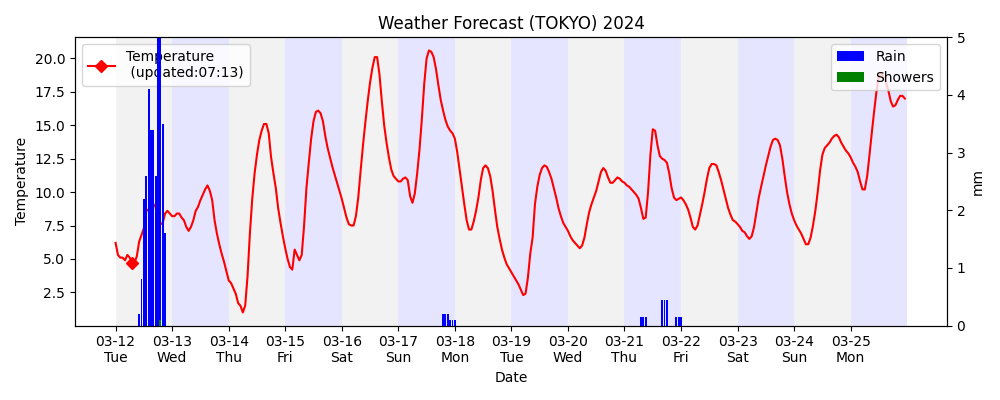 Weather Forecast (TOKYO) 2024
Temperature
(updated:07:13)
Rain
Showers
Temperature
20.0
17.5
15.0
12.5
10.0
7.5
5.0
2.5
5
4
3
2
1
0
mm
03-12 03-13 03-14 03-15 03-16 03-17 03-18 03-19 03-20 03-21 03-22 03-23 03-24 03-25
Tue Wed Thu Fri Sat Sun Mon Tue Wed Thu Fri Sat Sun Mon
Date